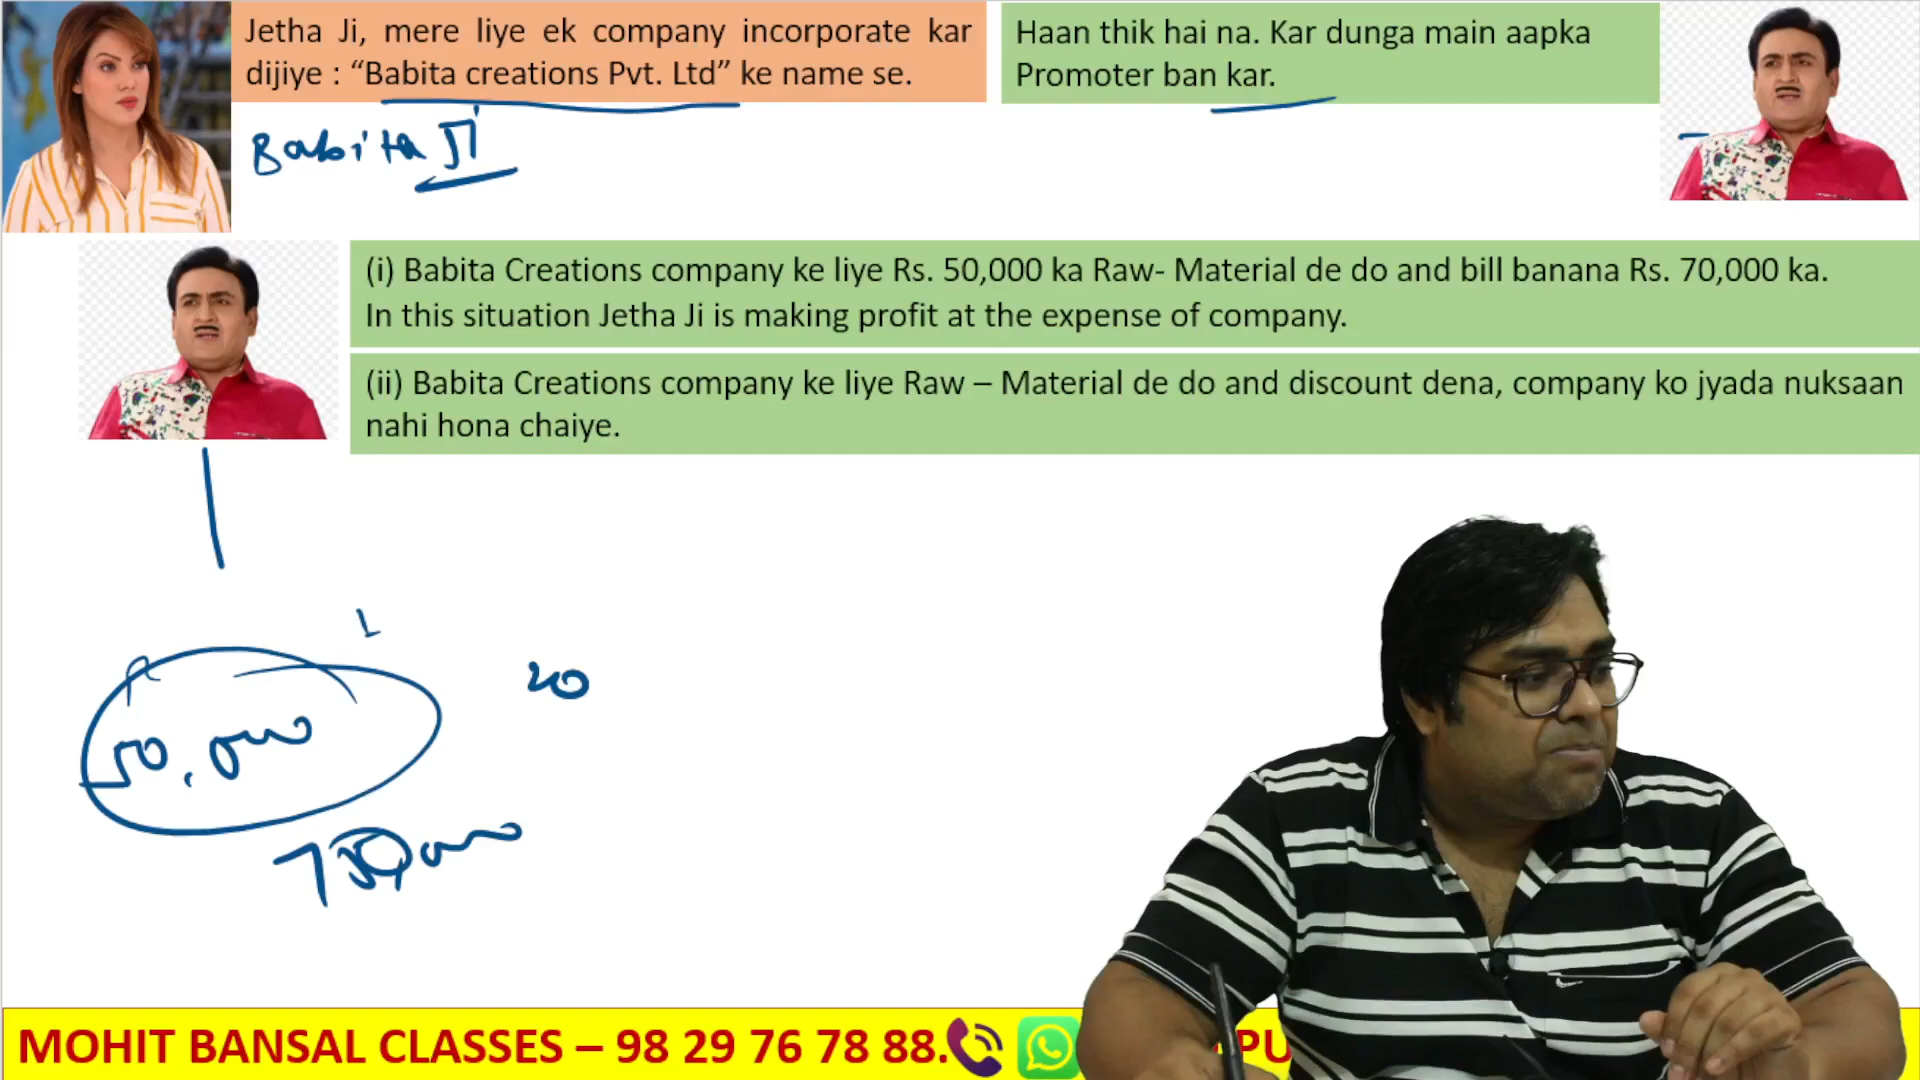 Jetha Ji, mere liye ek company incorporate kar
dijiye : “Babita creations Pvt. Ltd” ke name se.
Haan thik hai na. Kar dunga main aapka
Promoter ban kar.
Babita JI
(i) Babita Creations company ke liye Rs. 50,000 ka Raw- Material de do and bill banana Rs. 70,000 ka.
In this situation Jetha Ji is making profit at the expense of company.
(ii) Babita Creations company ke liye Raw – Material de do and discount dena, company ko jyada nuksaan
nahi hona chaiye.
20
50,000
MOHIT BANSAL CLASSES – 98 29 76 78 88.